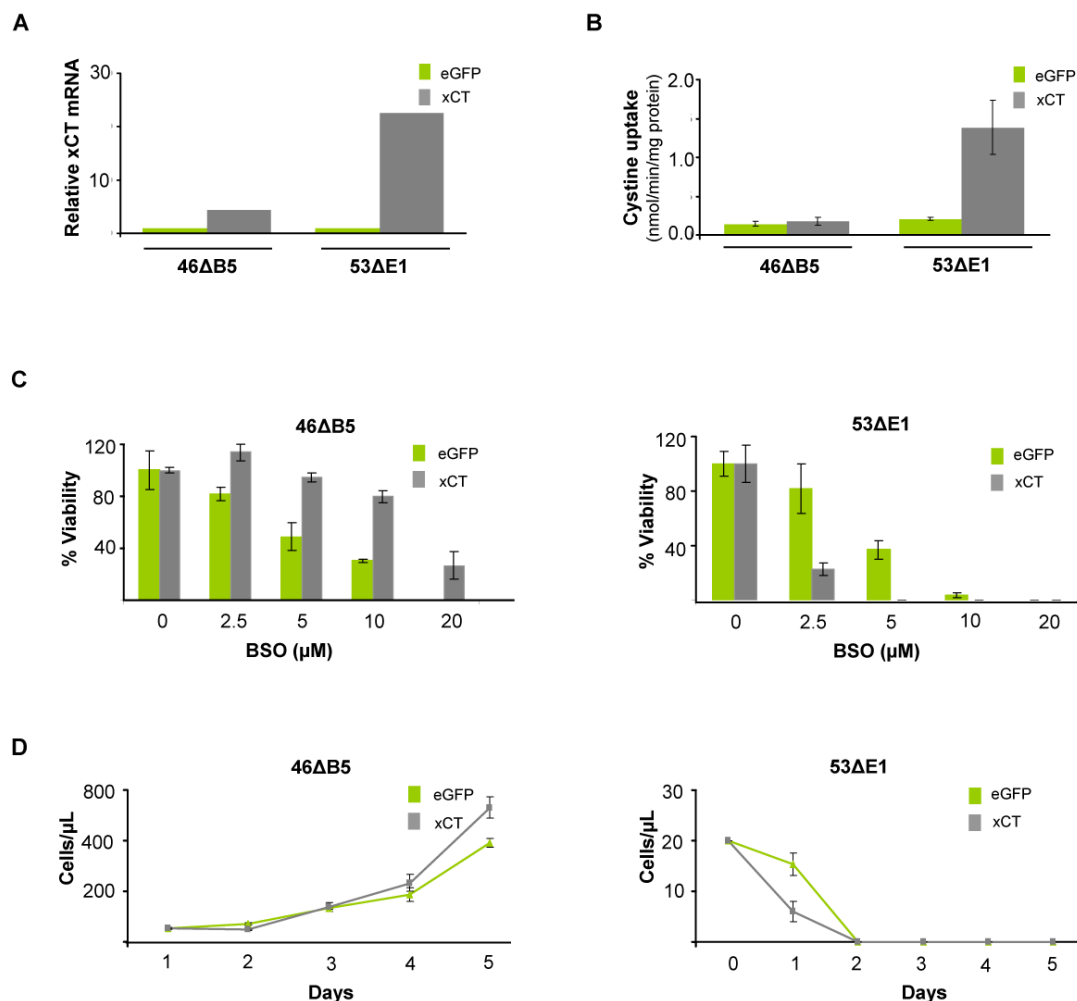 A
Relative xCT mRNA
30
10
eGFP
xCT
46ΔB5
53ΔE1
B
Cystine uptake
(nmol/min/mg protein)
2.0
1.0
0.0
eGFP
xCT
46ΔB5
53ΔE1
C
46ΔB5
% Viability
120
80
40
eGFP
xCT
0 2.5 5 10 20
BSO (µM)
53ΔE1
% Viability
120
80
40
eGFP
xCT
0 2.5 5 10 20
BSO (µM)
D
46ΔB5
Cells/µL
800
400
200
eGFP
xCT
1 2 3 4 5
Days
53ΔE1
Cells/µL
30
20
10
eGFP
xCT
0 1 2 3 4 5
Days